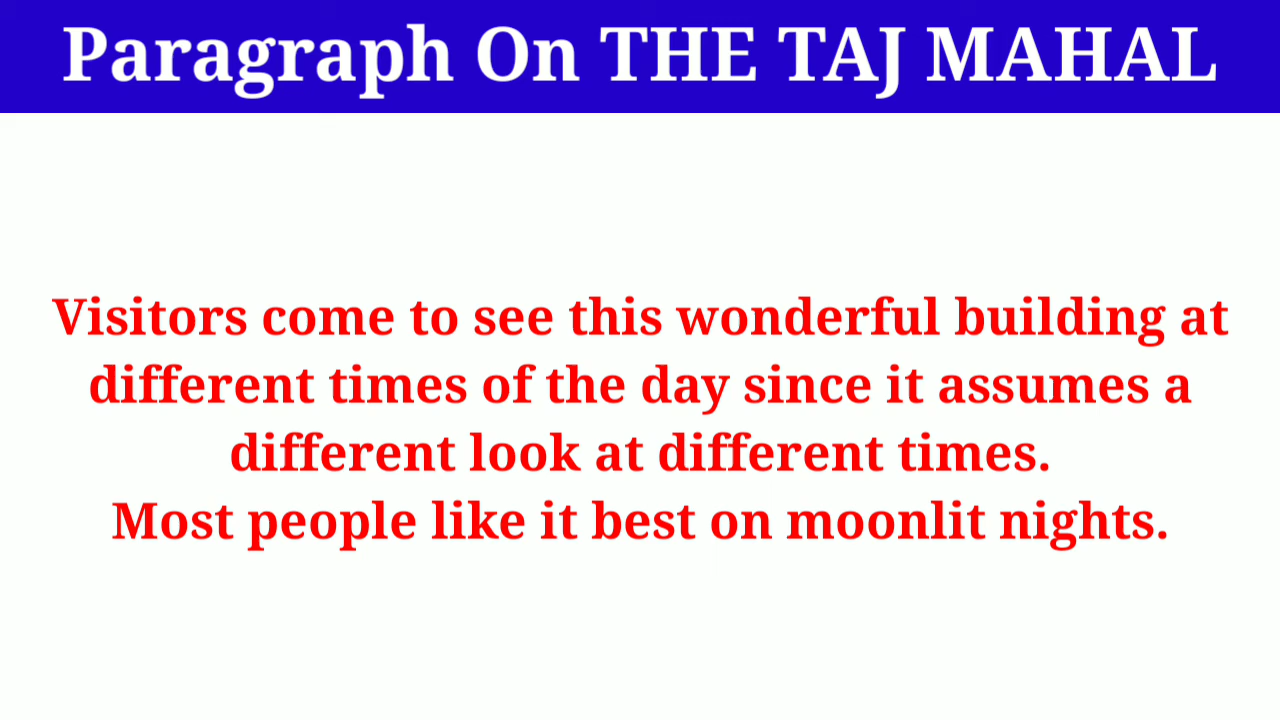 Paragraph On THE TAJ MAHAL
Visitors come to see this wonderful building at
different times of the day since it assumes a
different look at different times.
Most people like it best on moonlit nights.